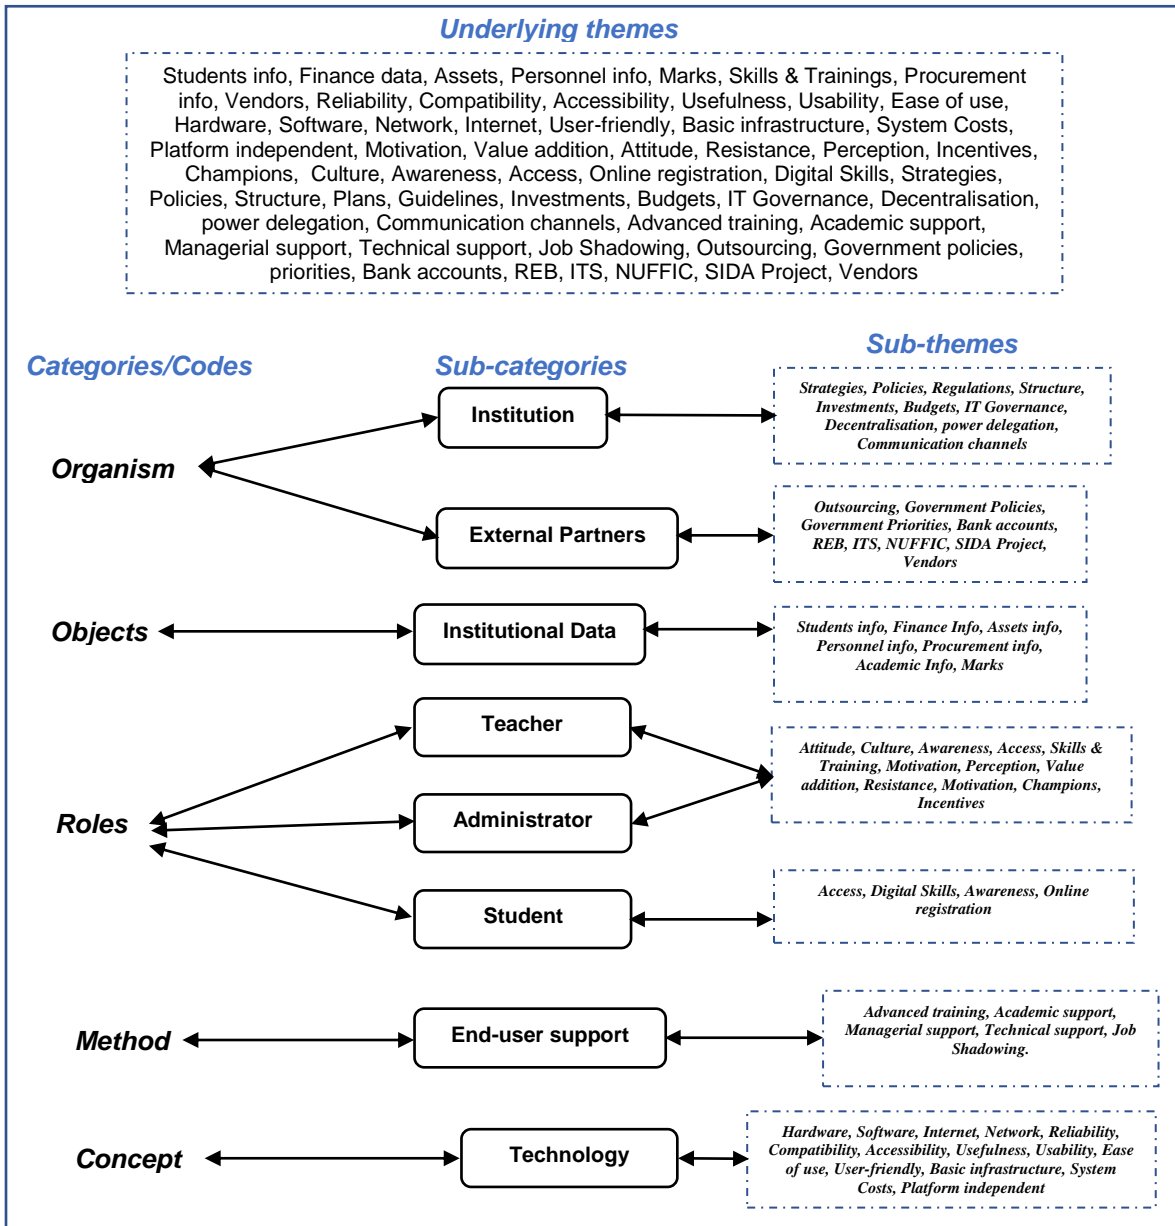 Underlying themes
Students info, Finance data, Assets, Personnel info, Marks, Skills & Trainings, Procurement
info, Vendors, Reliability, Compatibility, Accessibility, Usefulness, Usability, Ease of use,
Hardware, Software, Network, Internet, User-friendly, Basic infrastructure, System Costs,
Platform independent, Motivation, Value addition, Attitude, Resistance, Perception, Incentives,
Champions, Culture, Awareness, Access, Online registration, Digital Skills, Strategies,
Policies, Structure, Plans, Guidelines, Investments, Budgets, IT Governance, Decentralisation,
power delegation, Communication channels, Advanced training, Academic support,
Managerial support, Technical support, Job Shadowing, Outsourcing, Government policies,
priorities, Bank accounts, REB, ITS, NUFFIC, SIDA Project, Vendors
Categories/Codes
Sub-categories
Sub-themes
Organism
Institution
Strategies, Policies, Regulations, Structure,
Investments, Budgets, IT Governance,
Decentralisation, power delegation,
Communication channels
External Partners
Outsourcing, Government Policies,
Government Priorities, Bank accounts,
REB, ITS, NUFFIC, SIDA Project,
Vendors
Objects
Institutional Data
Students info, Finance Info, Assets info,
Personnel info, Procurement info,
Academic Info, Marks
Roles
Teacher
Administrator
Attitude, Culture, Awareness, Access, Skills &
Training, Motivation, Perception, Value
addition, Resistance, Motivation, Champions,
Incentives
Student
Access, Digital Skills, Awareness, Online
registration
Method
End-user support
Advanced training, Academic support,
Managerial support, Technical support, Job
Shadowing.
Concept
Technology
Hardware, Software, Internet, Network, Reliability,
Compatibility, Accessibility, Usefulness, Usability, Ease
of use, User-friendly, Basic infrastructure, System
Costs, Platform independent